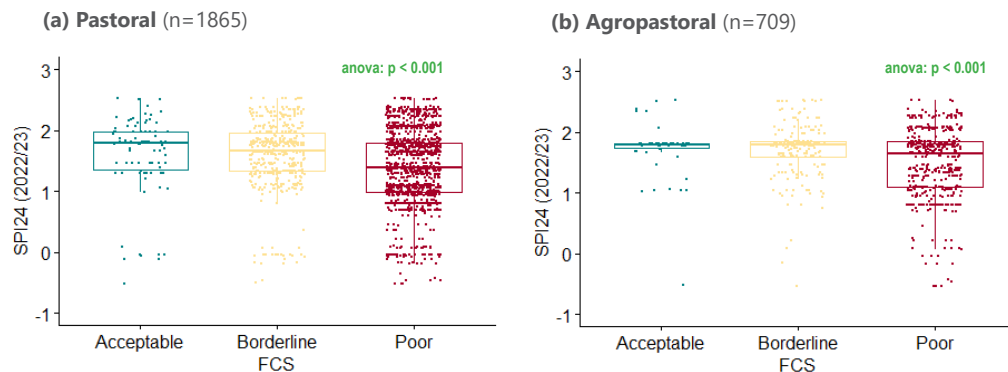 (a) Pastoral (n=1865)
anova: p < 0.001
SPI24 (2022/23)
3
2
1
0
-1
Acceptable Borderline Poor
FCS
(b) Agropastoral (n=709)
anova: p < 0.001
SPI24 (2022/23)
3
2
1
0
-1
Acceptable Borderline Poor
FCS